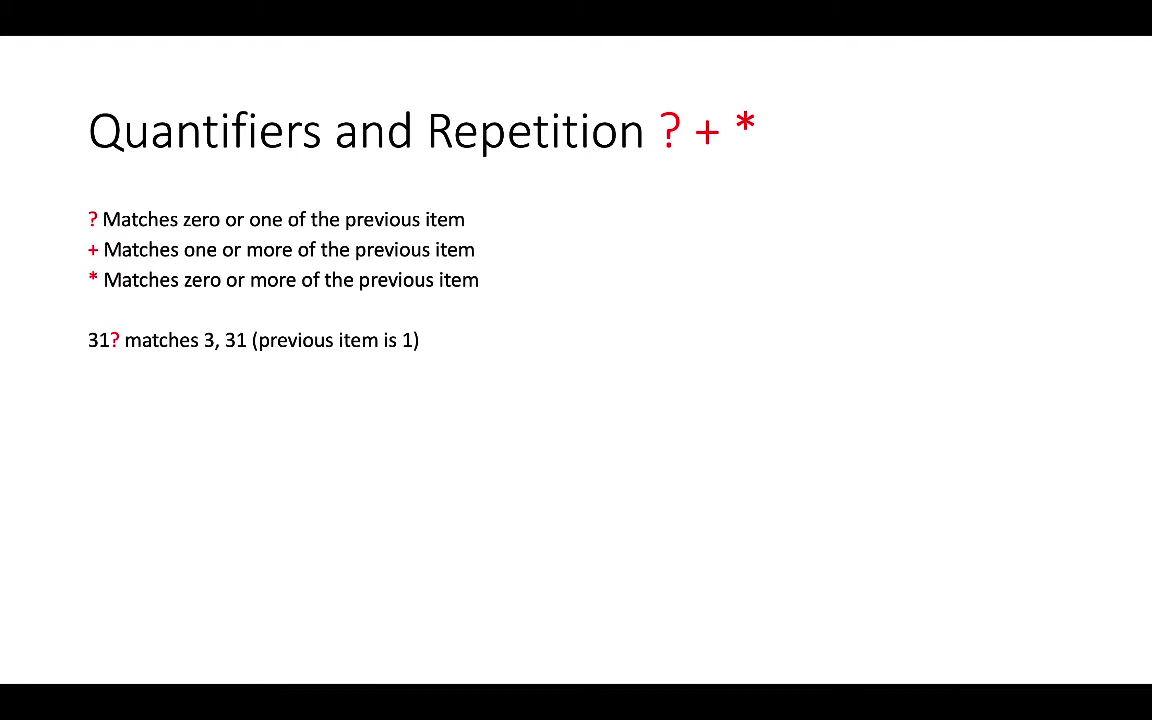 Quantifiers and Repetition ? + *
? Matches zero or one of the previous item
+ Matches one or more of the previous item
* Matches zero or more of the previous item
31? matches 3, 31 (previous item is 1)